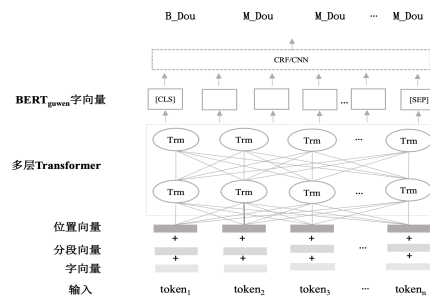 B_Dou M_Dou M_Dou ... M_Dou
CRF/CNN
BERTguwen字向量 [CLS] ... [SEP]
Trm Trm Trm ... Trm
多层Transformer
Trm Trm Trm ... Trm
位置向量
+ + + +
分段向量 ...
+ + + +
字向量
输入 token1 token2 token3 ... tokenn